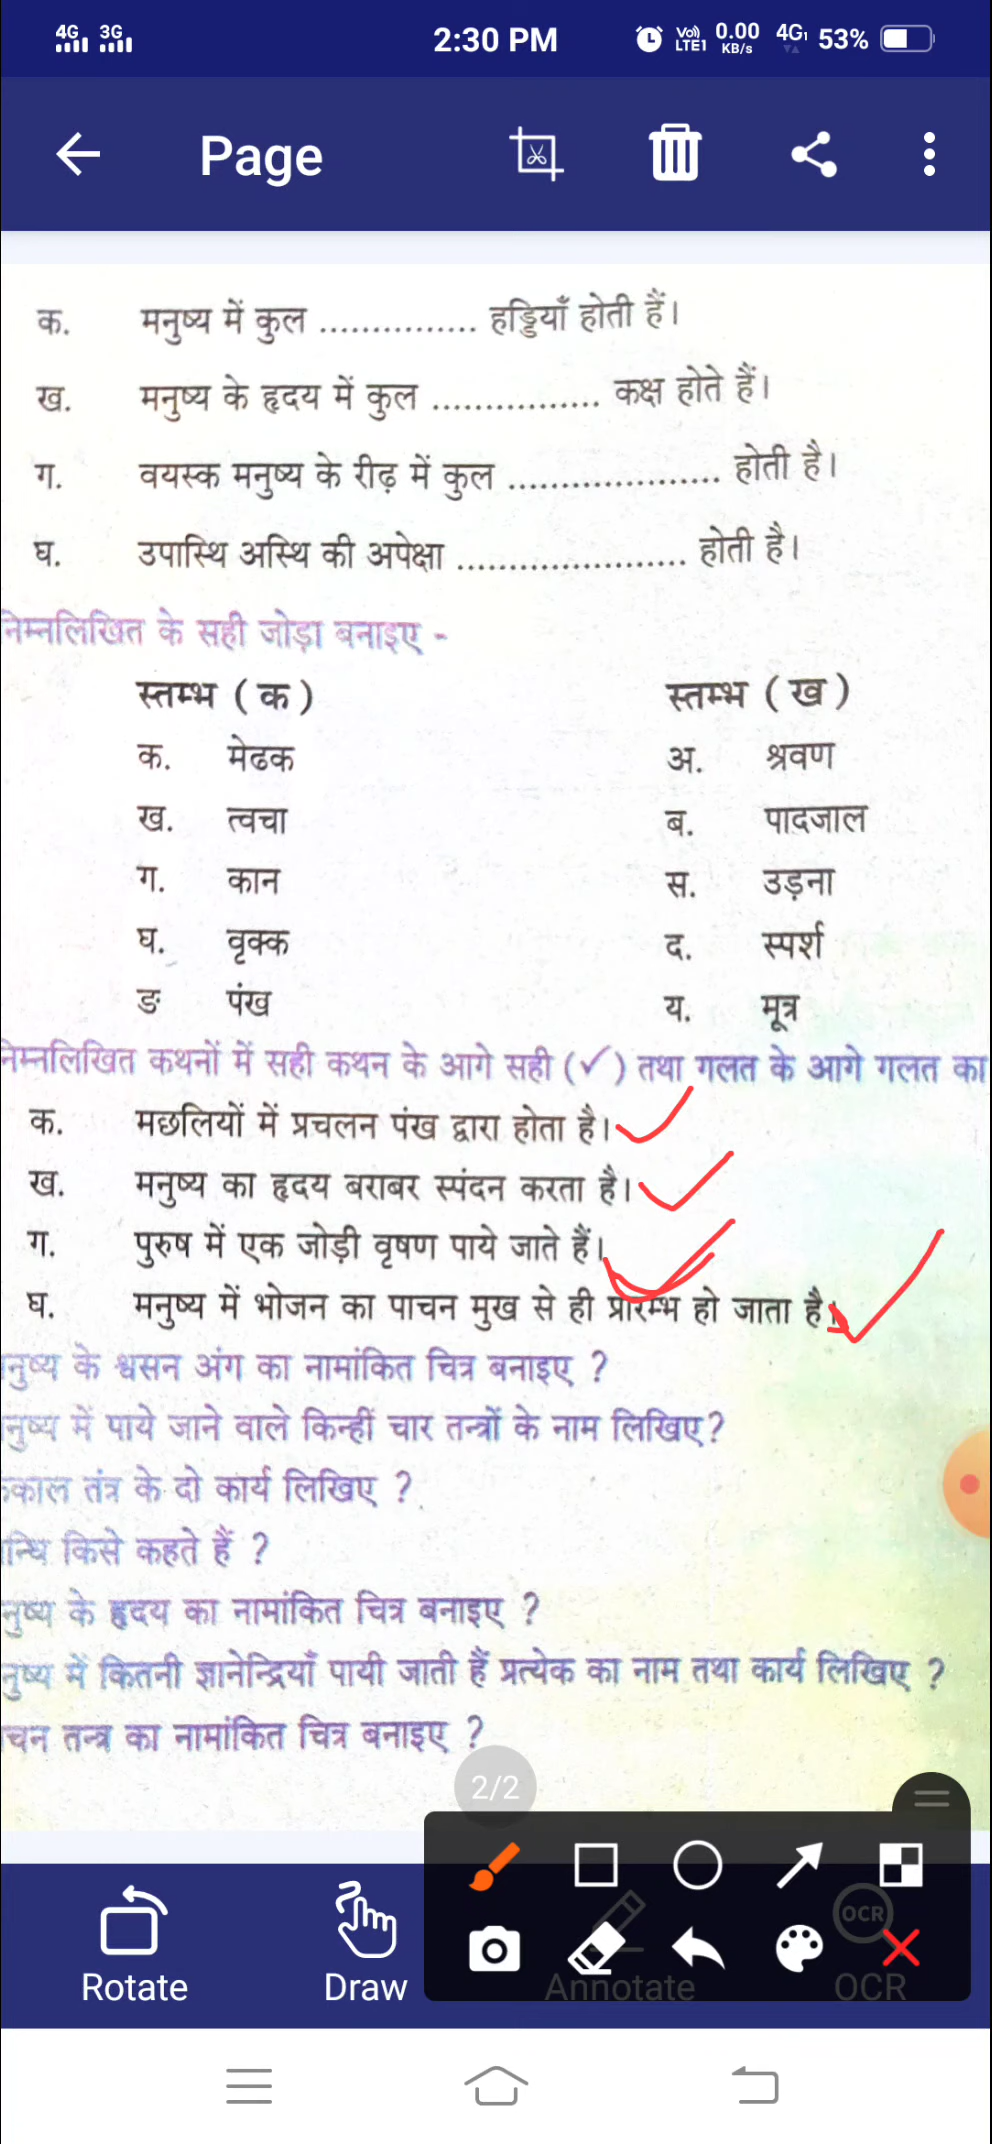 4G 3G 2:30 PM Vo) LTE1 0.00 KB/s 4G 53%
Page
क. मनुष्य में कुल ............... हड्डियाँ होती हैं।
ख. मनुष्य के हृदय में कुल ................ कक्ष होते हैं।
ग. वयस्क मनुष्य के रीढ़ में कुल .................... होती है।
घ. उपास्थि अस्थि की अपेक्षा ...................... होती है।
निम्नलिखित के सही जोड़ा बनाइए -
स्तम्भ ( क ) स्तम्भ ( ख )
क. मेढक अ. श्रवण
ख. त्वचा ब. पादजाल
ग. कान स. उड़ना
घ. वृक्क द. स्पर्श
ङ पंख य. मूत्र
नेम्नलिखित कथनों में सही कथन के आगे सही (✓) तथा गलत के आगे गलत का
क. मछलियों में प्रचलन पंख द्वारा होता है।
ख. मनुष्य का हृदय बराबर स्पंदन करता है।
ग. पुरुष में एक जोड़ी वृषण पाये जाते हैं।
घ. मनुष्य में भोजन का पाचन मुख से ही प्रारम्भ हो जाता है।
नुष्य के श्वसन अंग का नामांकित चित्र बनाइए ?
नुष्य में पाये जाने वाले किन्हीं चार तन्त्रों के नाम लिखिए?
काल तंत्र के दो कार्य लिखिए ?
न्धि किसे कहते हैं ?
नुष्य के हृदय का नामांकित चित्र बनाइए ?
नुष्य में कितनी ज्ञानेन्द्रियाँ पायी जाती हैं प्रत्येक का नाम तथा कार्य लिखिए ?
चन तन्त्र का नामांकित चित्र बनाइए ?
2/2
OCR
Rotate Draw Annotate OCR